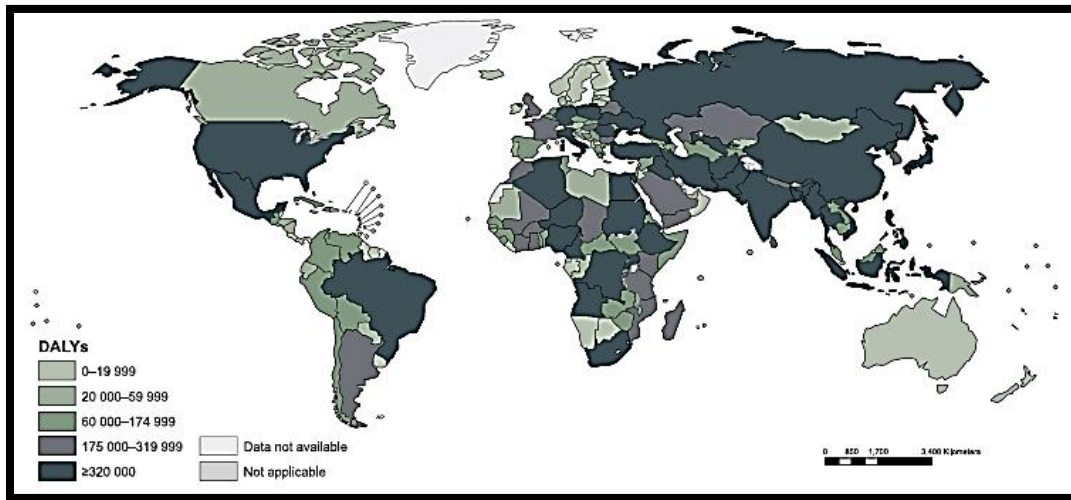 DALYs
0–19 999
20 000–59 999
60 000–174 999
175 000–319 999
≥320 000
Data not available
Not applicable
0 850 1,700 3,400 Kilometers